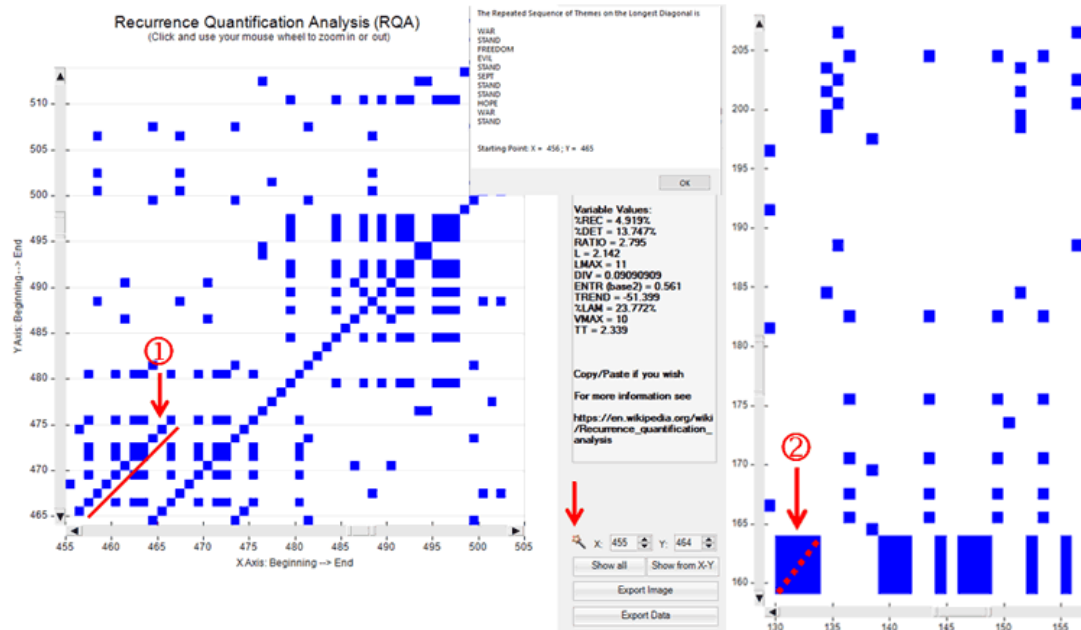 Recurrence Quantification Analysis (RQA)
(Click and use your mouse wheel to zoom in or out)
The Repeated Sequence of Themes on the Longest Diagonal is
WAR
STAND
FREEDOM
EVIL
STAND
SEPT
STAND
STAND
HOPE
WAR
STAND
Starting Point: X = 456 ; Y = 465
OK
Y Axis: Beginning --> End
510
505
500
495
490
485
480
475
470
465
①
455
460
465
470
475
480
485
490
495
500
505
X Axis: Beginning --> End
Variable Values:
%REC = 4.919%
%DET = 13.747%
RATIO = 2.795
L = 2.142
LMAX = 11
DIV = 0.09090909
ENTR (base2) = 0.561
TREND = -51.399
%LAM = 23.772%
VMAX = 10
TT = 2.339
Copy/Paste if you wish
For more information see
https://en.wikipedia.org/wiki
/Recurrence_quantification_
analysis
X: 455 Y: 464
Show all Show from X-Y
Export Image
Export Data
205
200
195
190
185
180
175
170
165
160
②
130
135
140
145
150
155